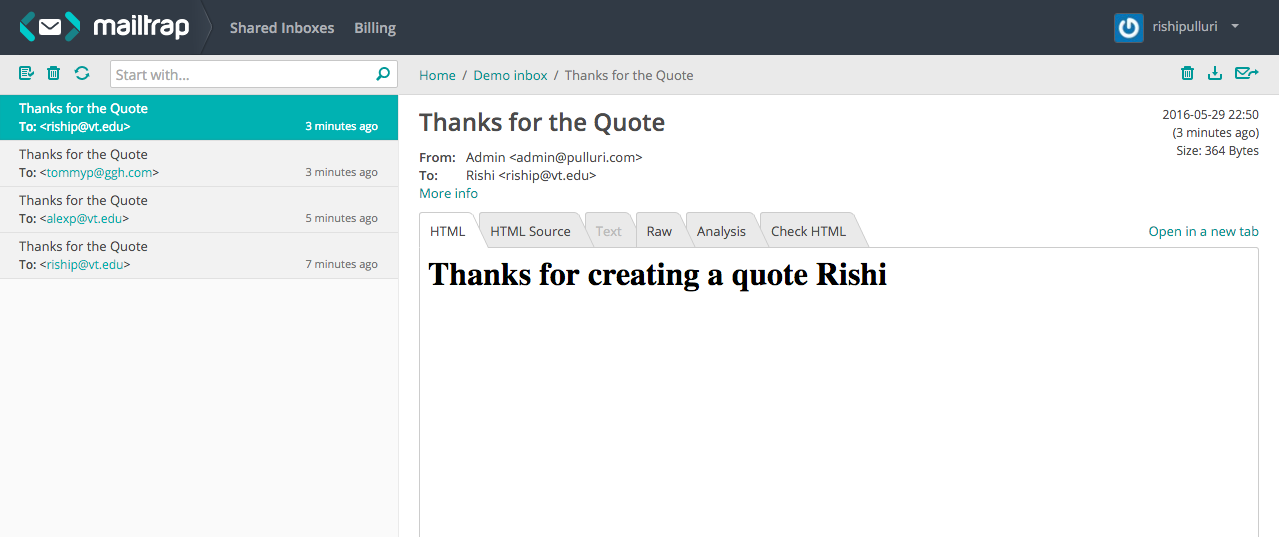 mailtrap Shared Inboxes Billing rishipulluri
Start with...
Home / Demo inbox / Thanks for the Quote
Thanks for the Quote
To: <riship@vt.edu> 3 minutes ago
Thanks for the Quote
To: <tommyp@ggh.com> 3 minutes ago
Thanks for the Quote
To: <alexp@vt.edu> 5 minutes ago
Thanks for the Quote
To: <riship@vt.edu> 7 minutes ago
Thanks for the Quote
2016-05-29 22:50
(3 minutes ago)
Size: 364 Bytes
From: Admin <admin@pulluri.com>
To: Rishi <riship@vt.edu>
More info
HTML HTML Source Text Raw Analysis Check HTML Open in a new tab
Thanks for creating a quote Rishi